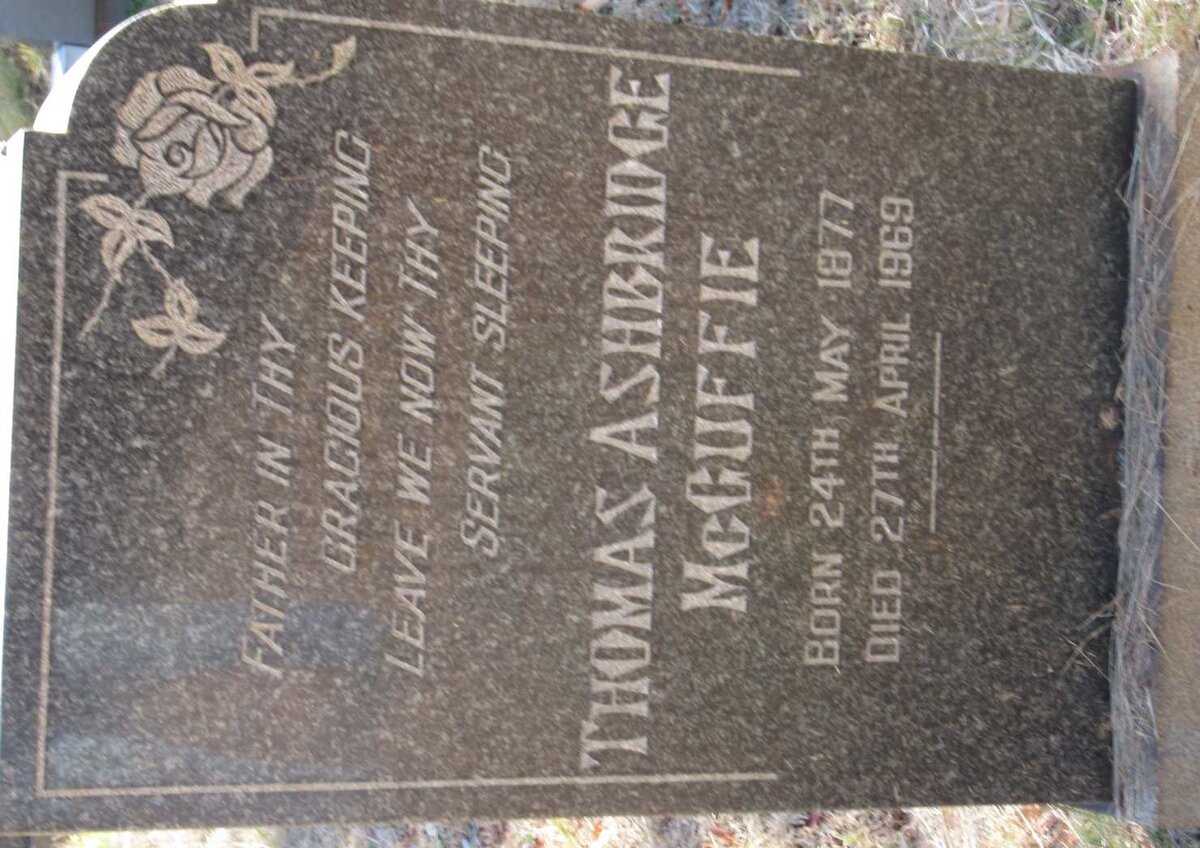 FATHER IN THY
GRACIOUS KEEPING
LEAVE WE NOW THY
SERVANT SLEEPING
THOMAS ASHBRIDGE
McGUFFIE
BORN 24TH MAY 1877
DIED 27TH APRIL 1969